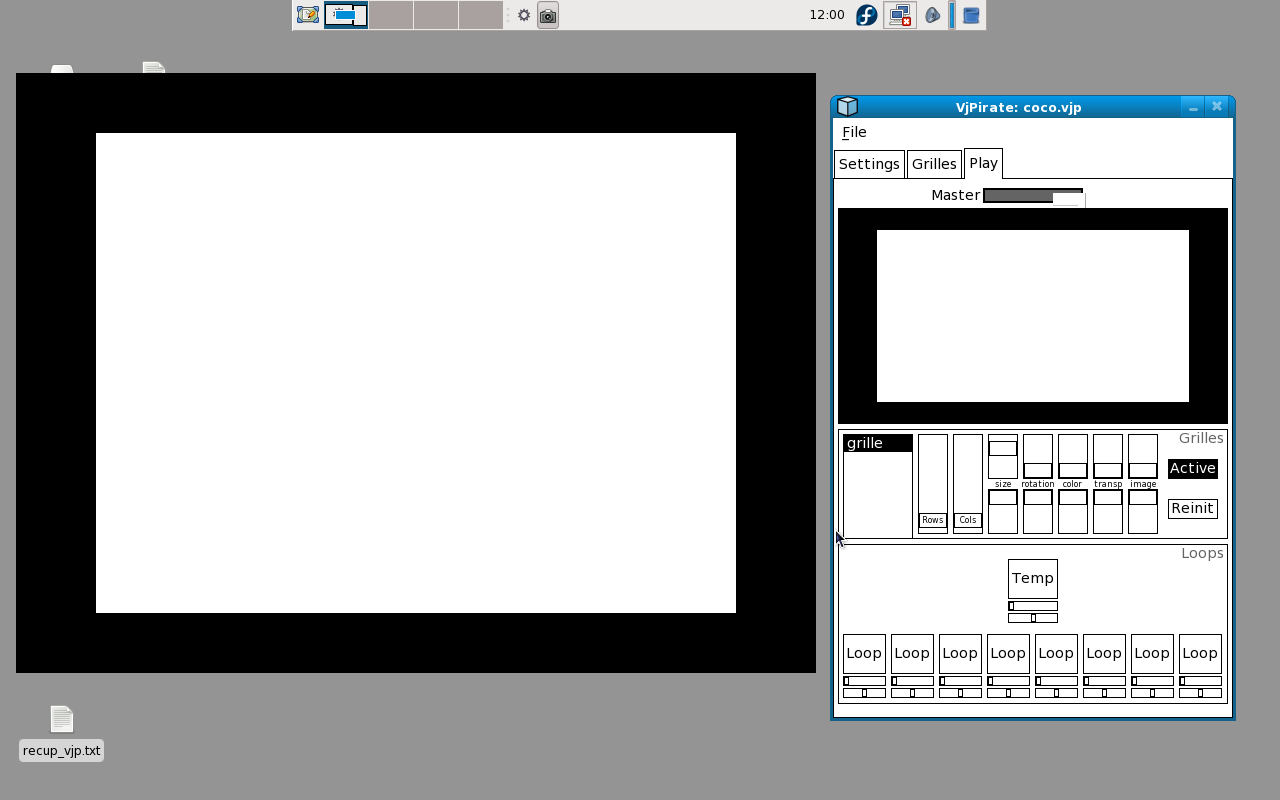 12:00
VjPirate: coco.vjp
File
Settings Grilles Play
Master
grille
Grilles
Active
size rotation color transp image
Reinit
Rows Cols
Loops
Temp
Loop Loop Loop Loop Loop Loop Loop Loop
recup_vjp.txt